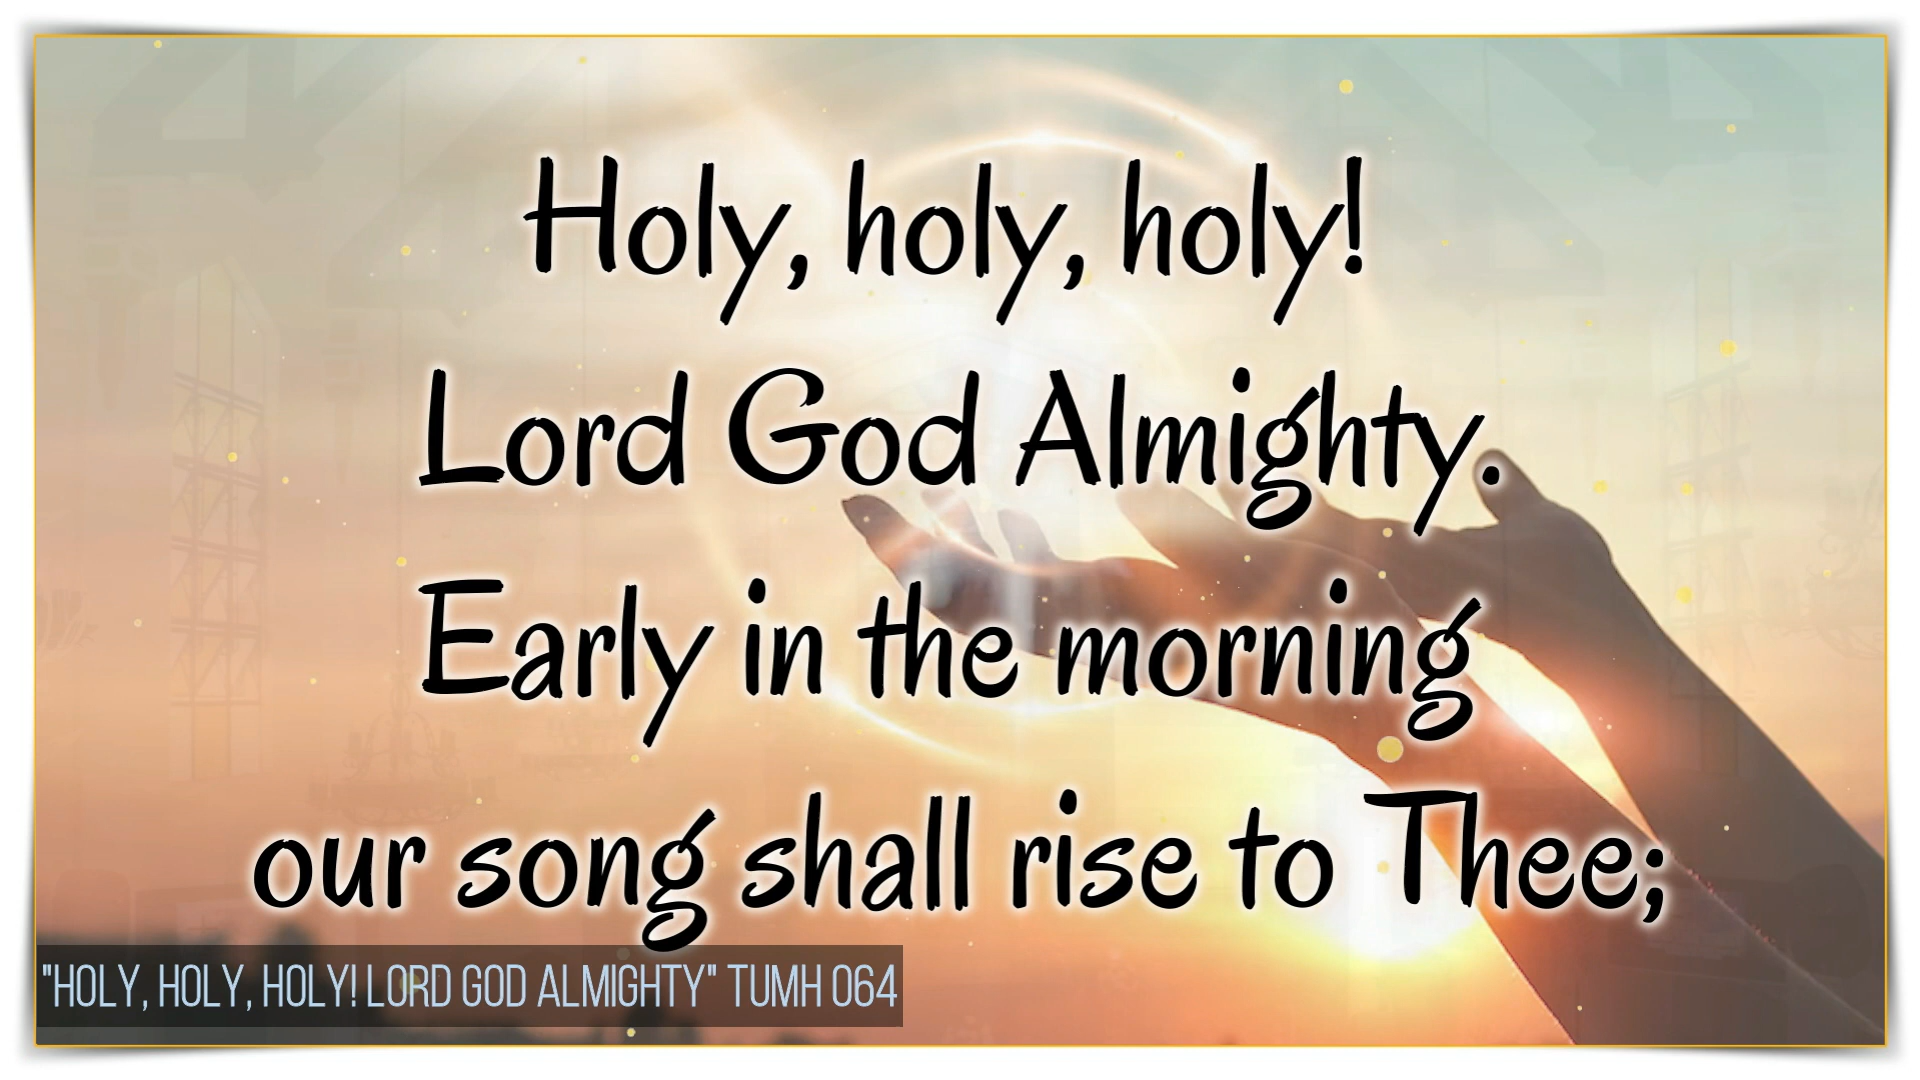 Holy, holy, holy!
Lord God Almighty.
Early in the morning
our song shall rise to Thee;
"HOLY, HOLY, HOLY! LORD GOD ALMIGHTY" TUMH 064